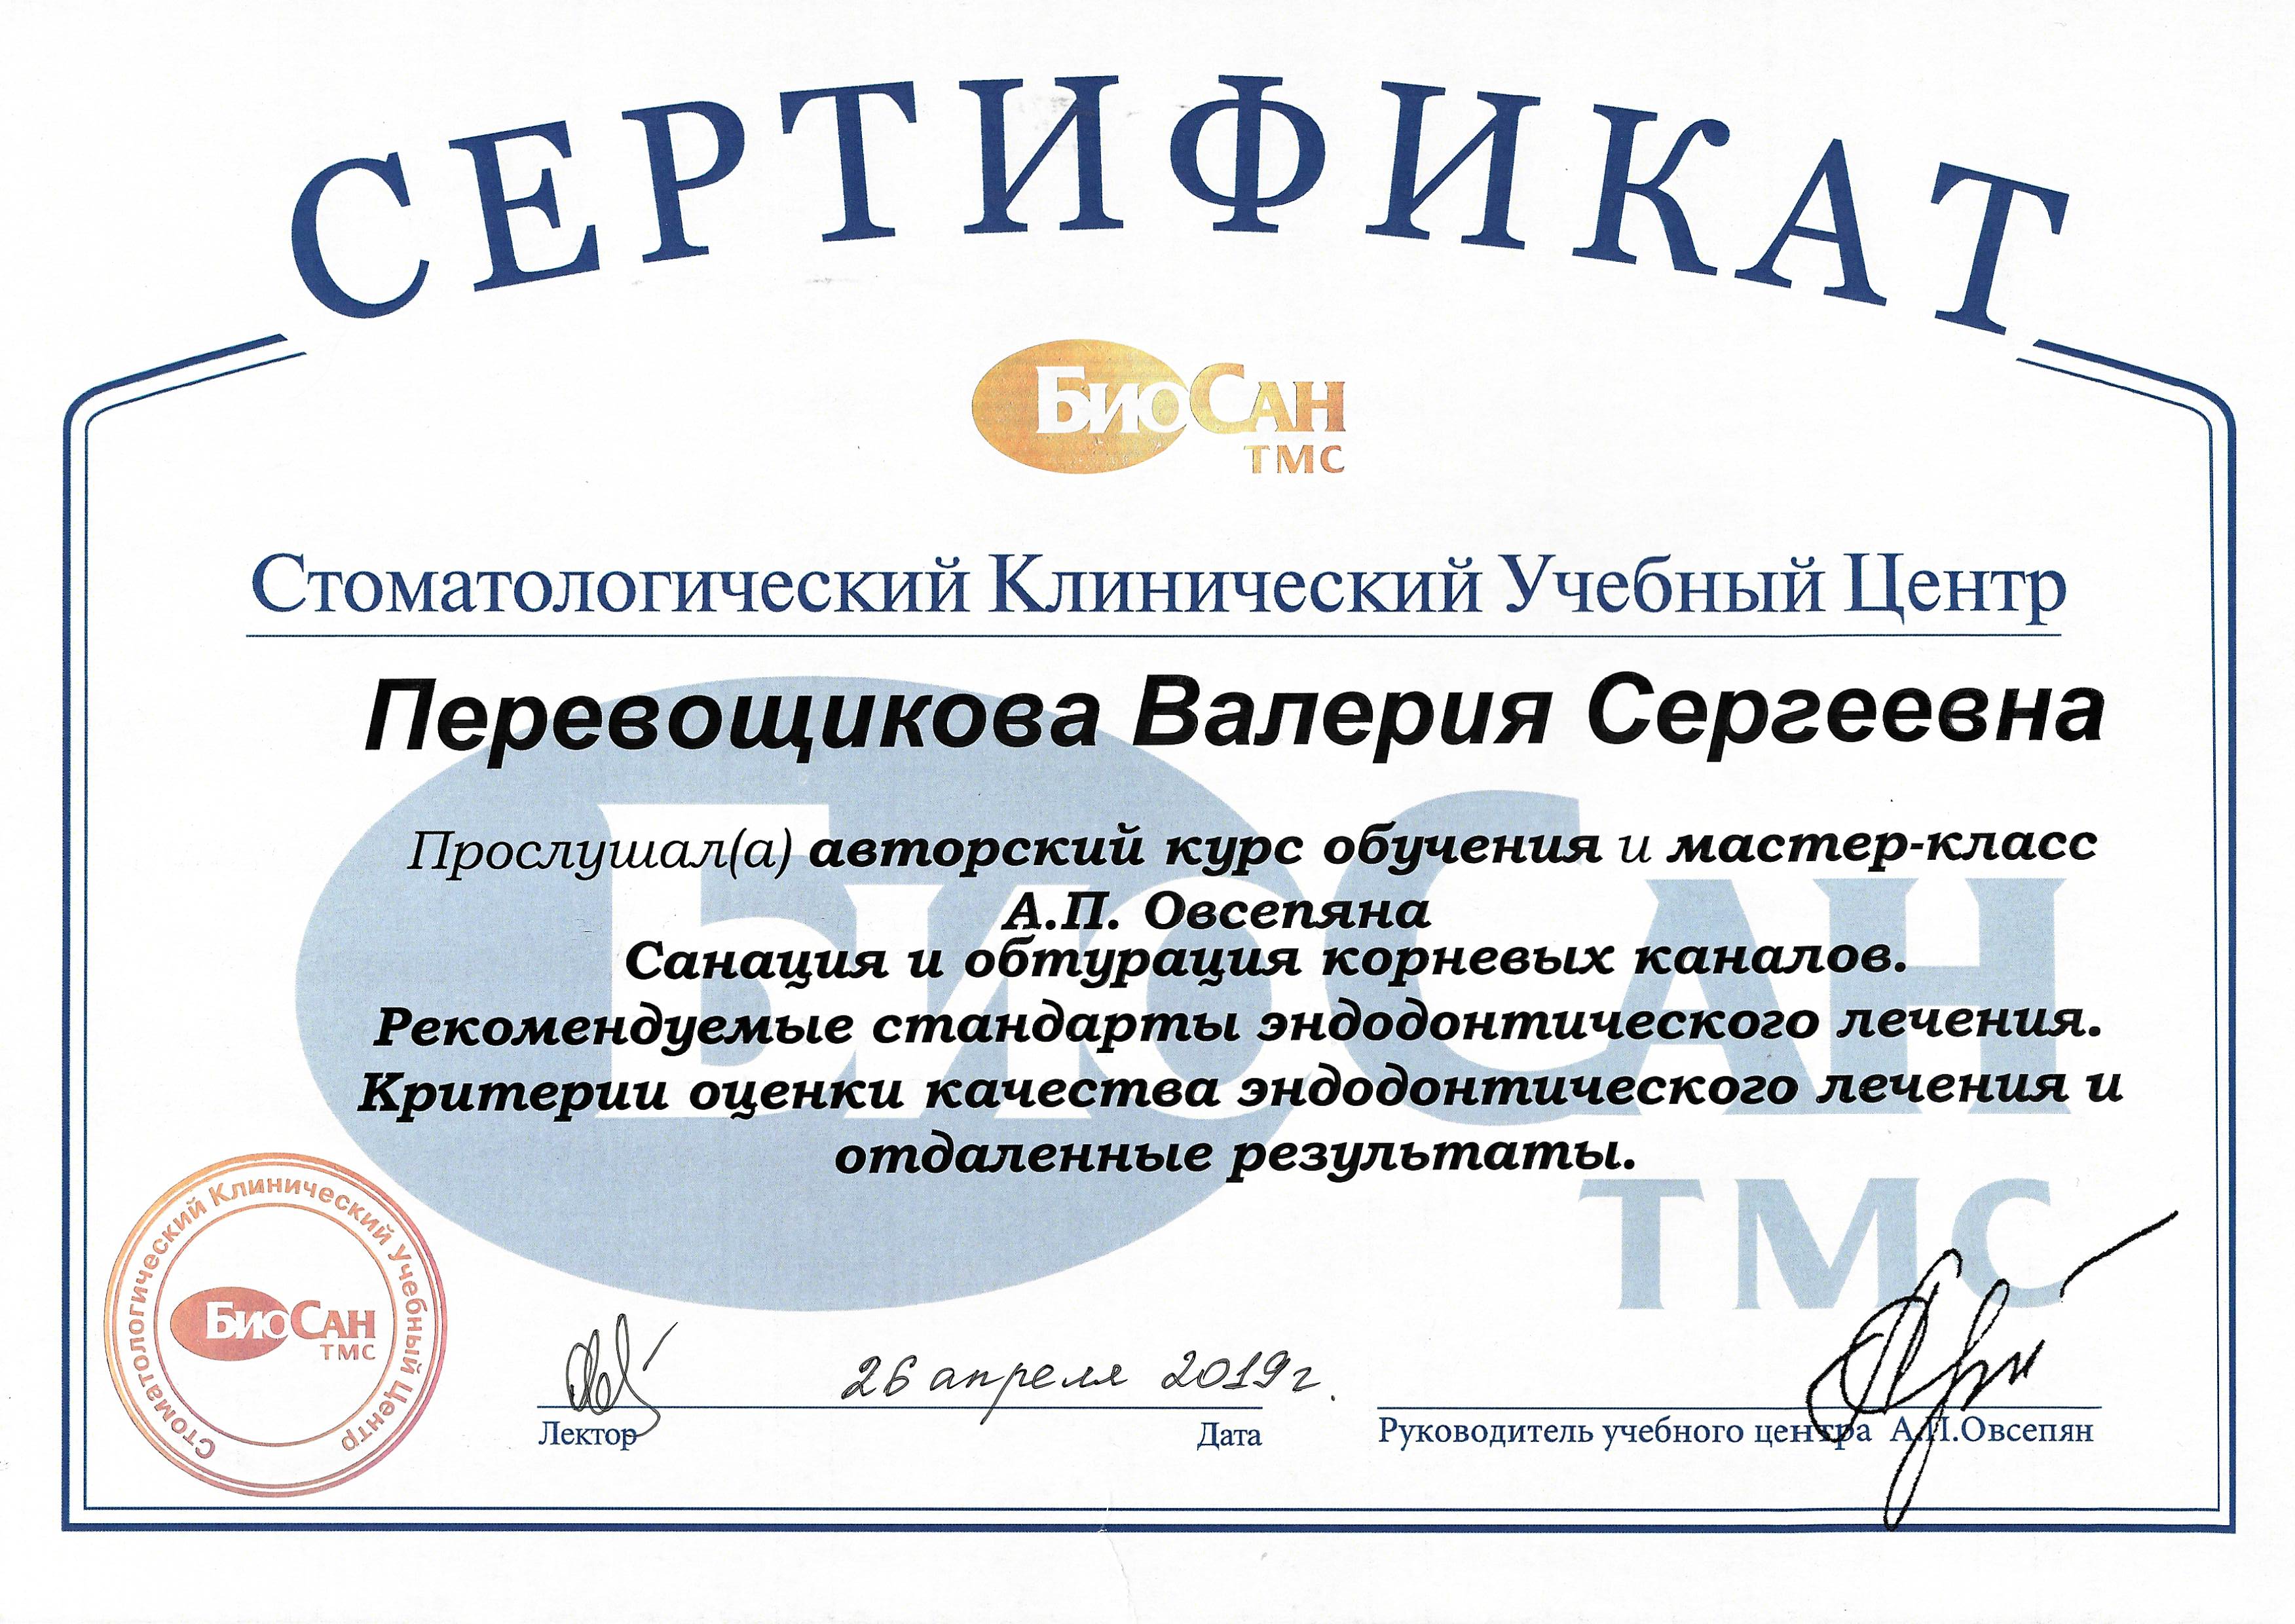 СЕРТИФИКАТ
БиоСАН
ТМС
Стоматологический Клинический Учебный Центр
Перевощикова Валерия Сергеевна
Прослушал(а) авторский курс обучения и мастер-класс
А.П. Овсепяна
Санация и обтурация корневых каналов.
Рекомендуемые стандарты эндодонтического лечения.
Критерии оценки качества эндодонтического лечения и
отдаленные результаты.
БиоСАН
ТМС
Стоматологический Клинический Учебный Центр
БиоСАН
ТМС
26 апреля 2019г.
Лектор Дата Руководитель учебного центра А.П.Овсепян